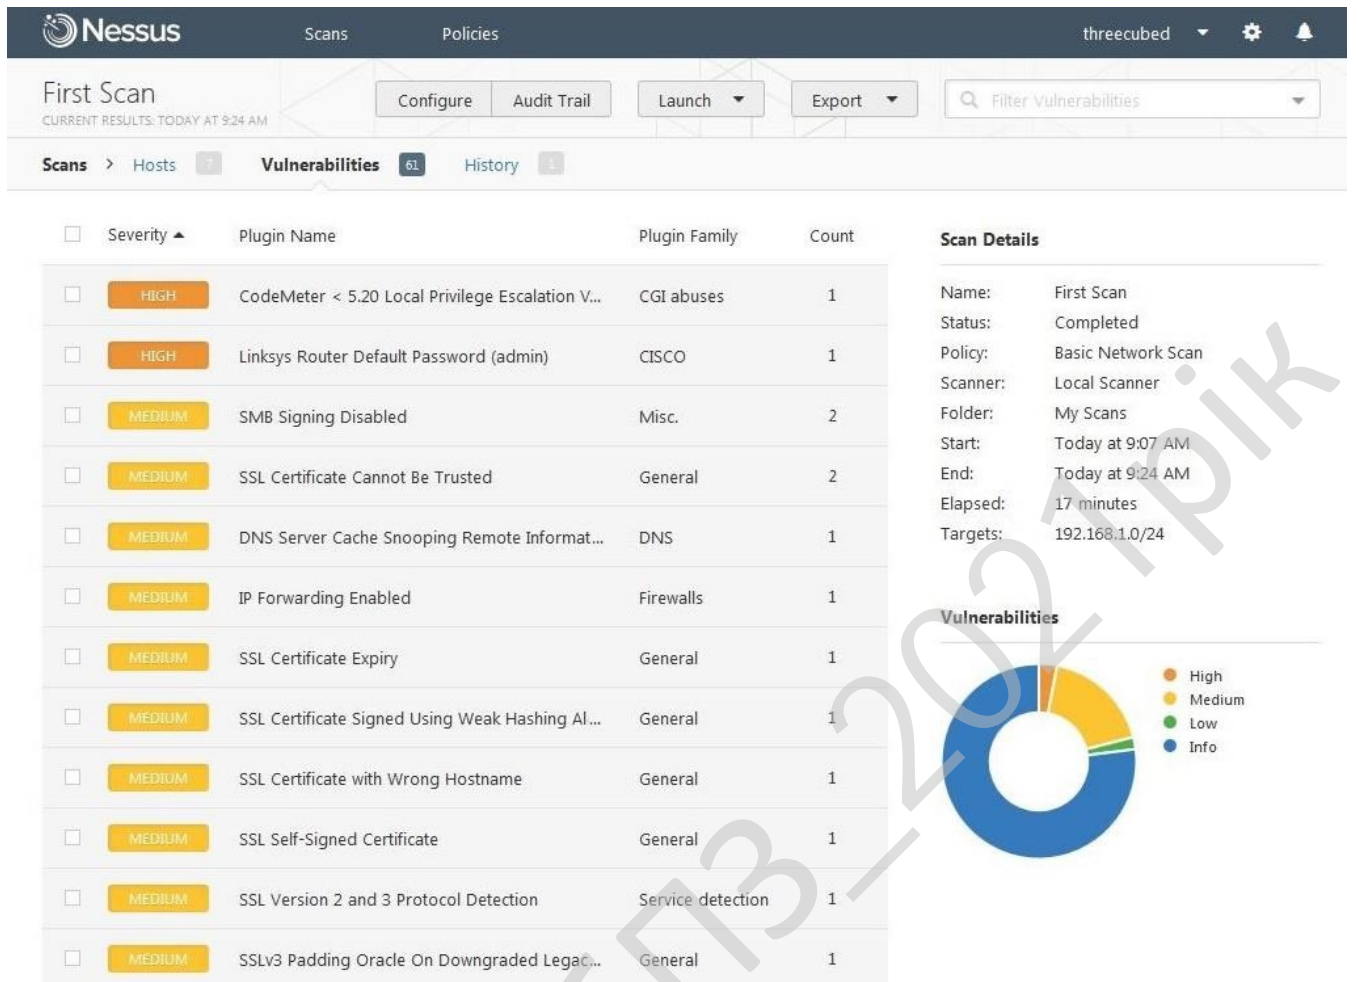 Nessus Scans Policies threecubed
First Scan Configure Audit Trail Launch Export Filter Vulnerabilities
CURRENT RESULTS: TODAY AT 9:24 AM
Scans > Hosts 7 Vulnerabilities 61 History 1
Severity Plugin Name Plugin Family Count
HIGH CodeMeter < 5.20 Local Privilege Escalation V... CGI abuses 1
HIGH Linksys Router Default Password (admin) CISCO 1
MEDIUM SMB Signing Disabled Misc. 2
MEDIUM SSL Certificate Cannot Be Trusted General 2
MEDIUM DNS Server Cache Snooping Remote Informat... DNS 1
MEDIUM IP Forwarding Enabled Firewalls 1
MEDIUM SSL Certificate Expiry General 1
MEDIUM SSL Certificate Signed Using Weak Hashing Al... General 1
MEDIUM SSL Certificate with Wrong Hostname General 1
MEDIUM SSL Self-Signed Certificate General 1
MEDIUM SSL Version 2 and 3 Protocol Detection Service detection 1
MEDIUM SSLv3 Padding Oracle On Downgraded Legac... General 1
Scan Details
Name: First Scan
Status: Completed
Policy: Basic Network Scan
Scanner: Local Scanner
Folder: My Scans
Start: Today at 9:07 AM
End: Today at 9:24 AM
Elapsed: 17 minutes
Targets: 192.168.1.0/24
Vulnerabilities
High
Medium
Low
Info
ПЗ_2021рік